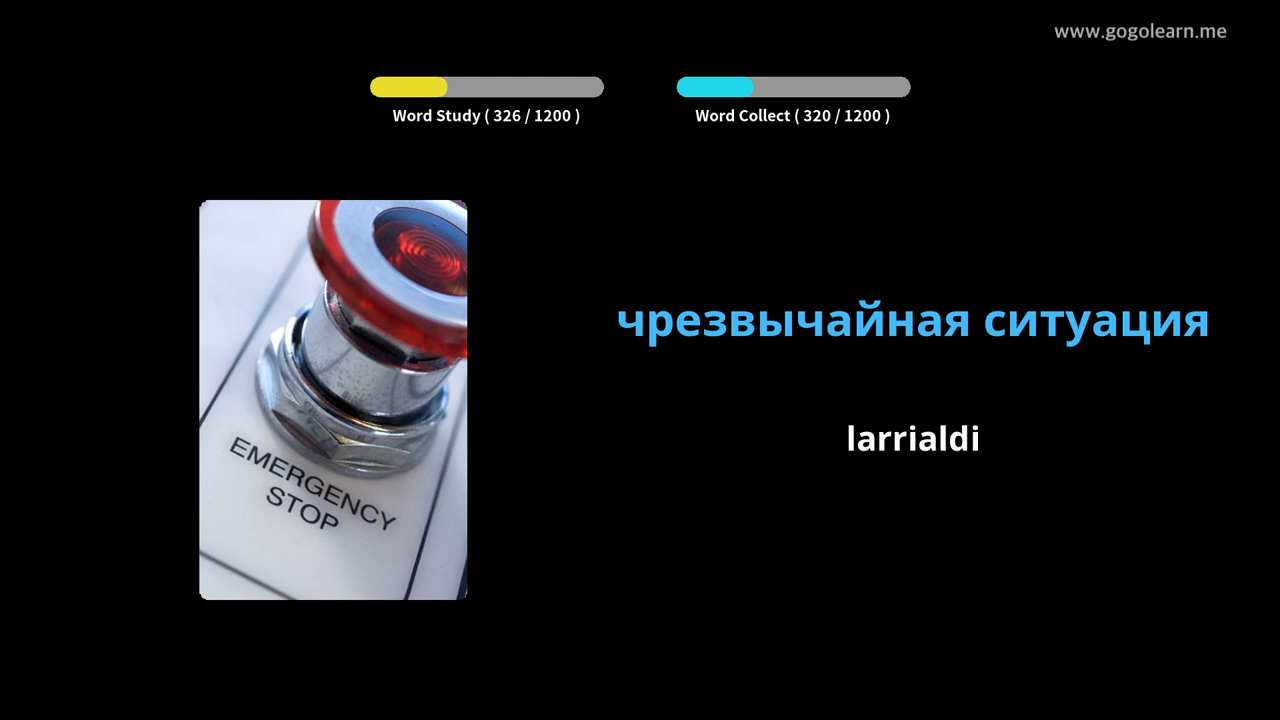 www.gogolearn.me
Word Study ( 326 / 1200 )
Word Collect ( 320 / 1200 )
чрезвычайная ситуация
larrialdi
EMERGENCY
STOP